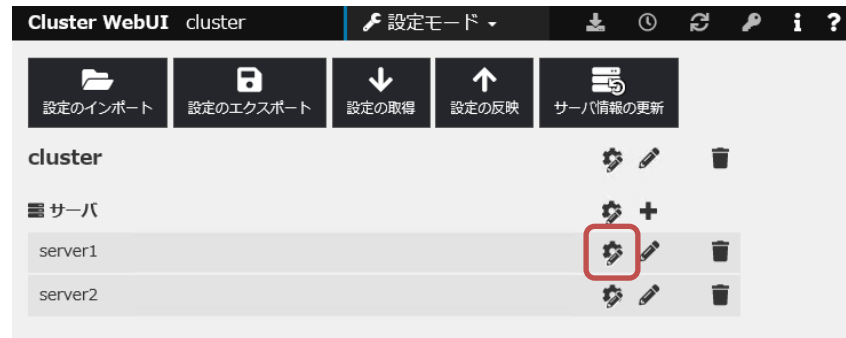 Cluster WebUI cluster 設定モード i ?
設定のインポート 設定のエクスポート 設定の取得 設定の反映 サーバ情報の更新
cluster
サーバ
server1
server2